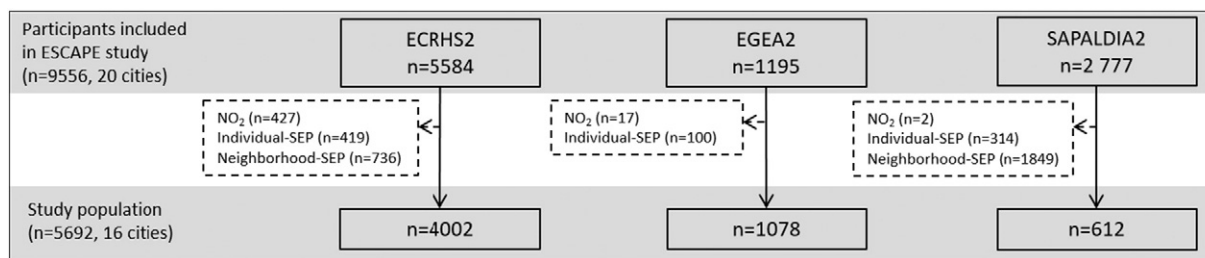 Participants included
in ESCAPE study
(n=9556, 20 cities)
ECRHS2
n=5584
EGEA2
n=1195
SAPALDIA2
n=2 777
NO₂ (n=427)
Individual-SEP (n=419)
Neighborhood-SEP (n=736)
NO₂ (n=17)
Individual-SEP (n=100)
NO₂ (n=2)
Individual-SEP (n=314)
Neighborhood-SEP (n=1849)
Study population
(n=5692, 16 cities)
n=4002
n=1078
n=612